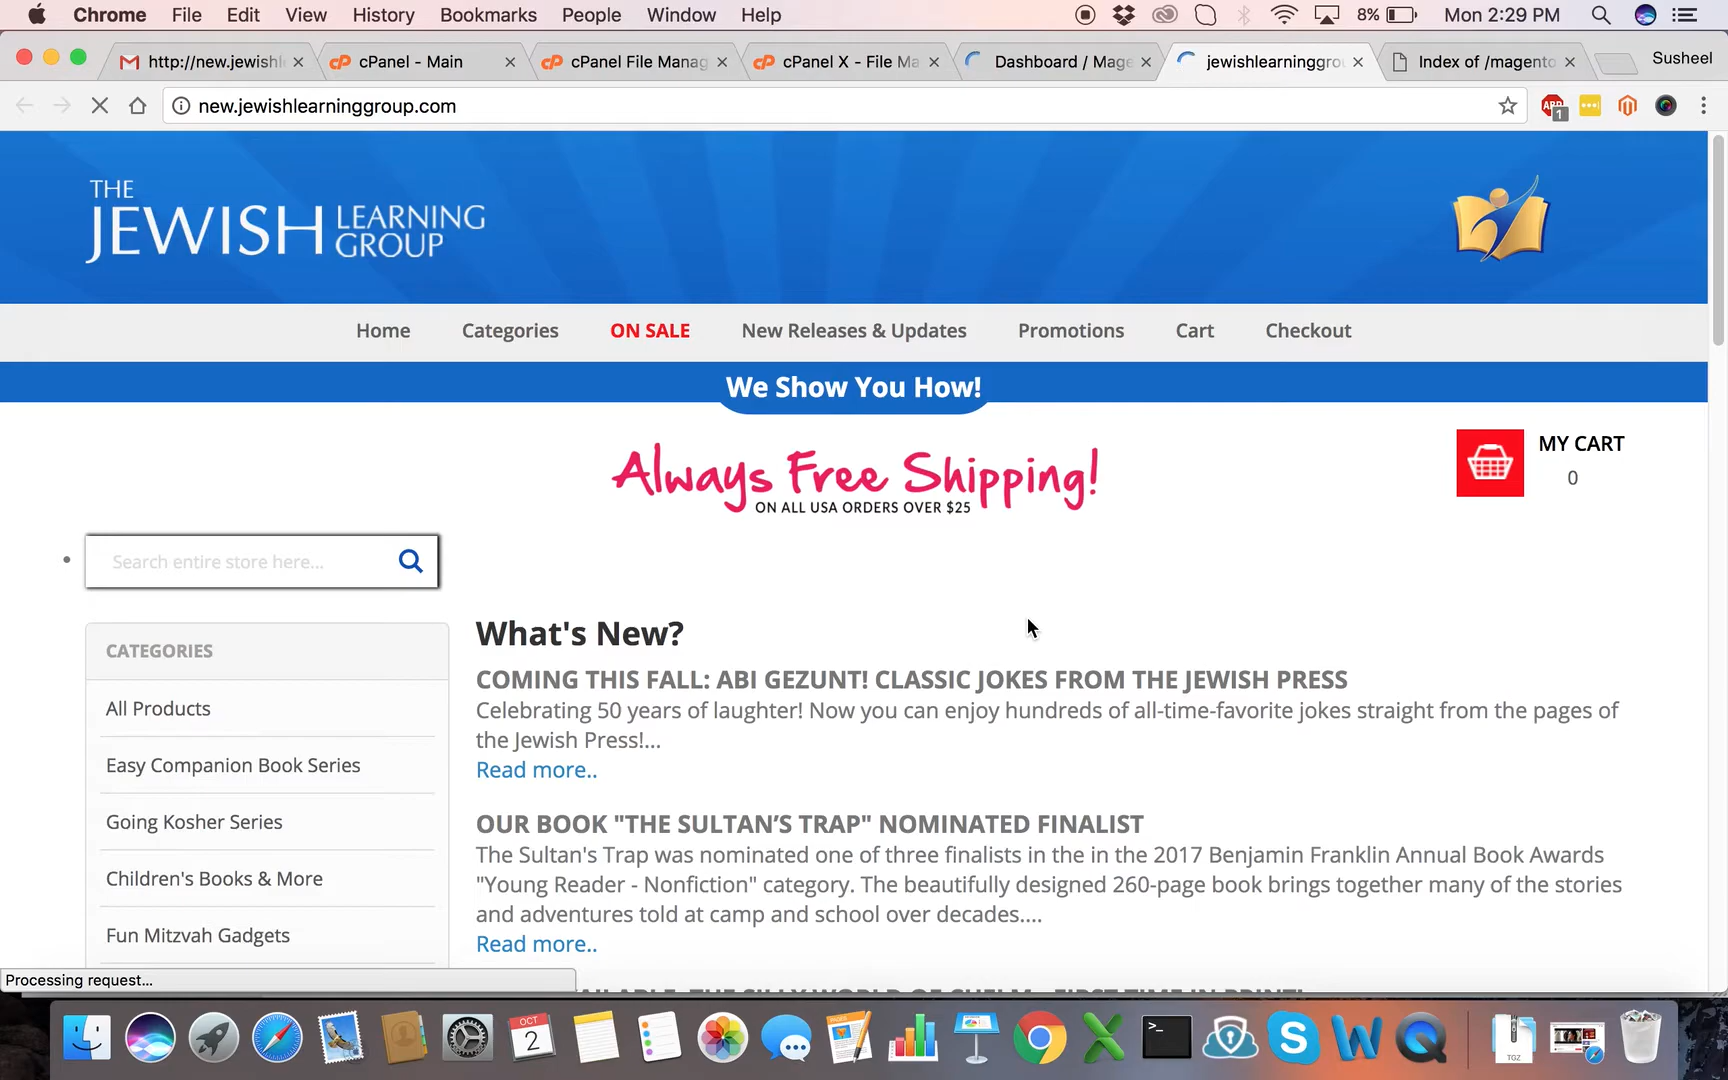 Chrome File Edit View History Bookmarks People Window Help 8% Mon 2:29 PM
http://new.jewishl cPanel - Main cPanel File Manag cPanel X - File Ma Dashboard / Mage jewishlearninggro Index of /magento Susheel
new.jewishlearninggroup.com ABP 1
THE
JEWISH LEARNING
GROUP
Home Categories ON SALE New Releases & Updates Promotions Cart Checkout
We Show You How!
Always Free Shipping!
ON ALL USA ORDERS OVER $25
MY CART
0
Search entire store here...
CATEGORIES
All Products
Easy Companion Book Series
Going Kosher Series
Children's Books & More
Fun Mitzvah Gadgets
What's New?
COMING THIS FALL: ABI GEZUNT! CLASSIC JOKES FROM THE JEWISH PRESS
Celebrating 50 years of laughter! Now you can enjoy hundreds of all-time-favorite jokes straight from the pages of
the Jewish Press!...
Read more..
OUR BOOK "THE SULTAN’S TRAP" NOMINATED FINALIST
The Sultan's Trap was nominated one of three finalists in the in the 2017 Benjamin Franklin Annual Book Awards
"Young Reader - Nonfiction" category. The beautifully designed 260-page book brings together many of the stories
and adventures told at camp and school over decades....
Read more..
Processing request...
OCT
2
TGZ